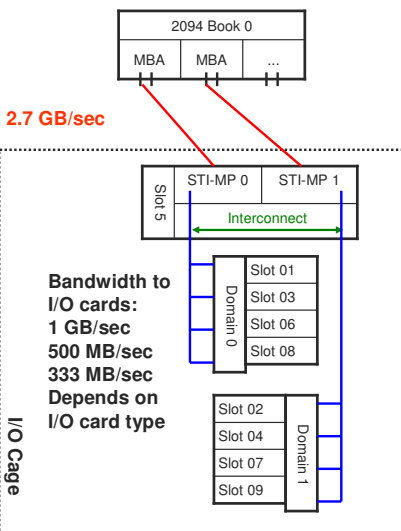 2094 Book 0
MBA
MBA
...
2.7 GB/sec
Slot 5
STI-MP 0
STI-MP 1
Interconnect
Bandwidth to
I/O cards:
1 GB/sec
500 MB/sec
333 MB/sec
Depends on
I/O card type
Domain 0
Slot 01
Slot 03
Slot 06
Slot 08
Slot 02
Slot 04
Slot 07
Slot 09
Domain 1
I/O Cage